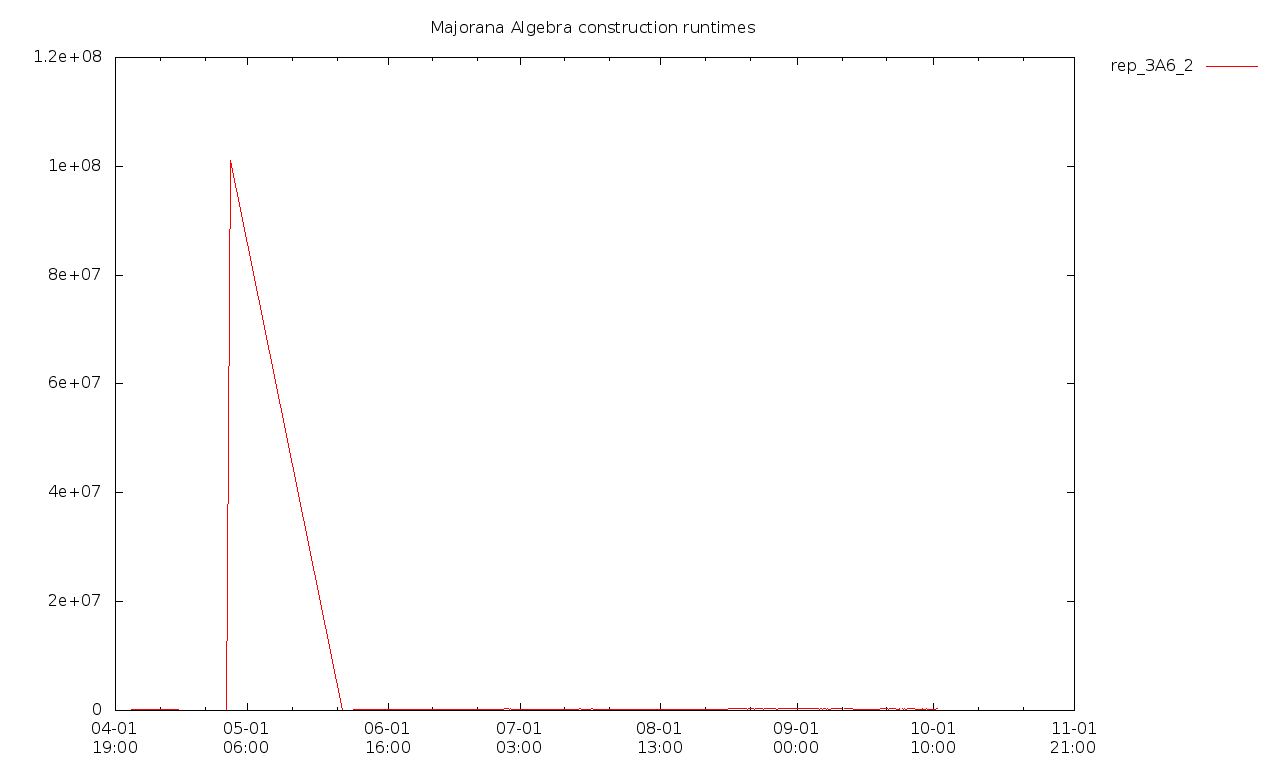 Majorana Algebra construction runtimes
rep_3A6_2
1.2e+08
1e+08
8e+07
6e+07
4e+07
2e+07
0
04-01 05-01 06-01 07-01 08-01 09-01 10-01 11-01
19:00 06:00 16:00 03:00 13:00 00:00 10:00 21:00